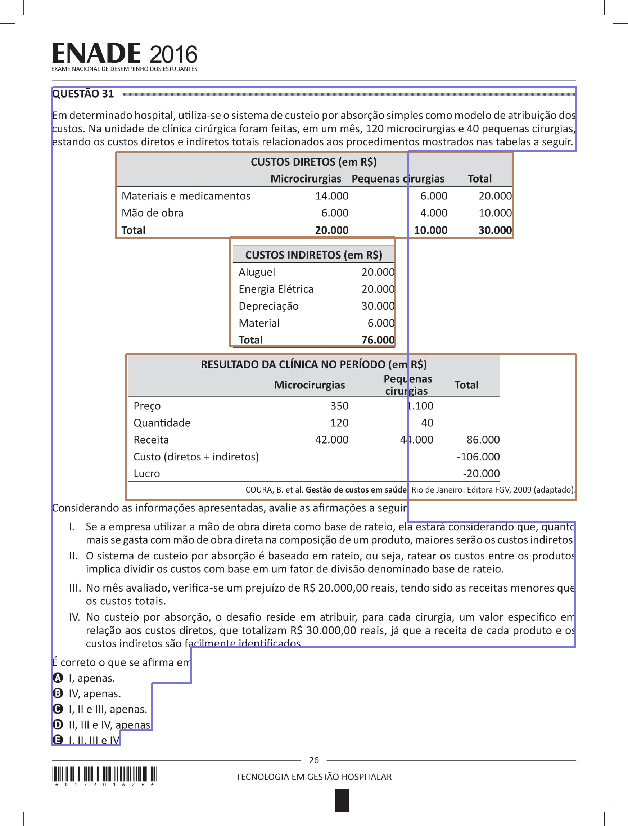 ENADE 2016
EXAME NACIONAL DE DESEMPENHO DOS ESTUDANTES
QUESTÃO 31
Em determinado hospital, utiliza-se o sistema de custeio por absorção simples como modelo de atribuição dos
custos. Na unidade de clínica cirúrgica foram feitas, em um mês, 120 microcirurgias e 40 pequenas cirurgias,
estando os custos diretos e indiretos totais relacionados aos procedimentos mostrados nas tabelas a seguir.
CUSTOS DIRETOS (em R$)
Microcirurgias Pequenas cirurgias Total
Materiais e medicamentos 14.000 6.000 20.000
Mão de obra 6.000 4.000 10.000
Total 20.000 10.000 30.000
CUSTOS INDIRETOS (em R$)
Aluguel 20.000
Energia Elétrica 20.000
Depreciação 30.000
Material 6.000
Total 76.000
RESULTADO DA CLÍNICA NO PERÍODO (em R$)
Microcirurgias Pequenas cirurgias Total
Preço 350 1.100
Quantidade 120 40
Receita 42.000 44.000 86.000
Custo (diretos + indiretos) -106.000
Lucro -20.000
COURA, B. et al. Gestão de custos em saúde. Rio de Janeiro: Editora FGV, 2009 (adaptado).
Considerando as informações apresentadas, avalie as afirmações a seguir.
I. Se a empresa utilizar a mão de obra direta como base de rateio, ela estará considerando que, quanto
mais se gasta com mão de obra direta na composição de um produto, maiores serão os custos indiretos.
II. O sistema de custeio por absorção é baseado em rateio, ou seja, ratear os custos entre os produtos
implica dividir os custos com base em um fator de divisão denominado base de rateio.
III. No mês avaliado, verifica-se um prejuízo de R$ 20.000,00 reais, tendo sido as receitas menores que
os custos totais.
IV. No custeio por absorção, o desafio reside em atribuir, para cada cirurgia, um valor específico em
relação aos custos diretos, que totalizam R$ 30.000,00 reais, já que a receita de cada produto e os
custos indiretos são facilmente identificados.
É correto o que se afirma em
A I, apenas.
B IV, apenas.
C I, II e III, apenas.
D II, III e IV, apenas.
E I, II, III e IV.
26
TECNOLOGIA EM GESTÃO HOSPITALAR